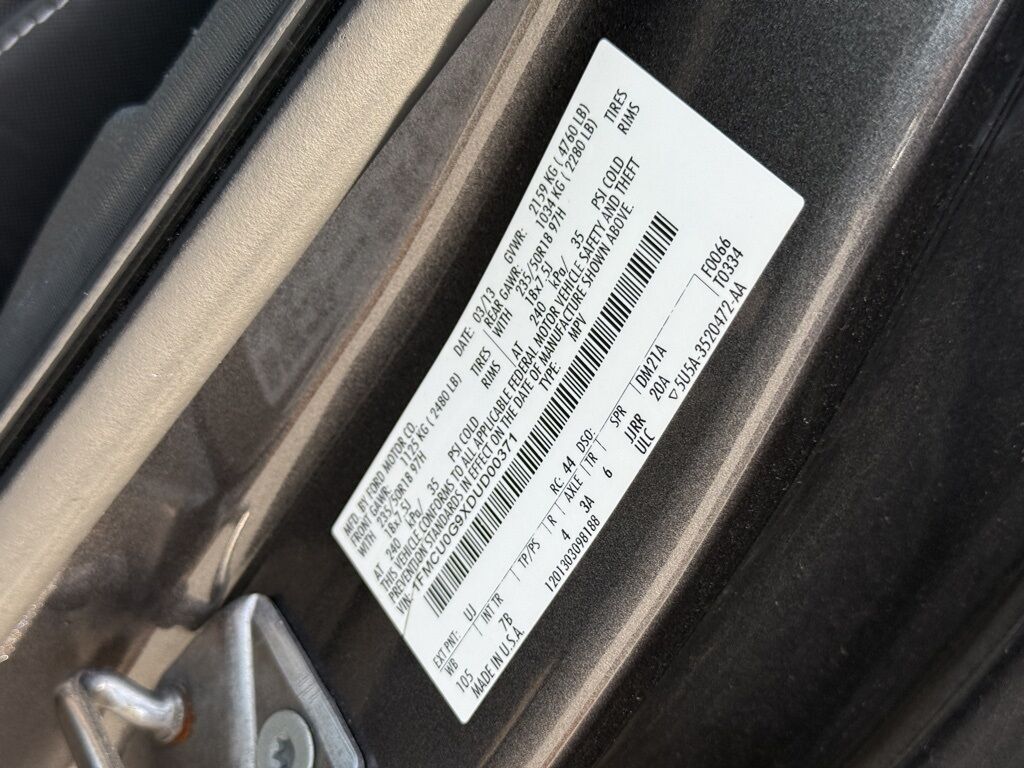 MFD. BY FORD MOTOR CO. DATE: 03/13 GVWR: 2159 KG ( 4760 LB)
FRONT GAWR: 1125 KG ( 2480 LB) REAR GAWR: 1034 KG ( 2280 LB)
235/50R18 97H TIRES WITH 235/50R18 97H TIRES
WITH 18x7.5J RIMS 18x7.5J RIMS
AT 240 kPa/ 35 PSI COLD AT 240 kPa/ 35 PSI COLD
THIS VEHICLE CONFORMS TO ALL APPLICABLE FEDERAL MOTOR VEHICLE SAFETY AND THEFT
PREVENTION STANDARDS IN EFFECT ON THE DATE OF MANUFACTURE SHOWN ABOVE.
VIN: 1FMCU0G9XDUD00371 TYPE: MPV
EXT PNT: UJ RC: 44 DSO: F0066
WB INT TR TP/PS R AXLE TR SPR DM21A T0334
105 7B 4 3A 6 JJRR 20A
MADE IN U.S.A. 1201303098188 UIC ▽ 5U5A-3520472-AA